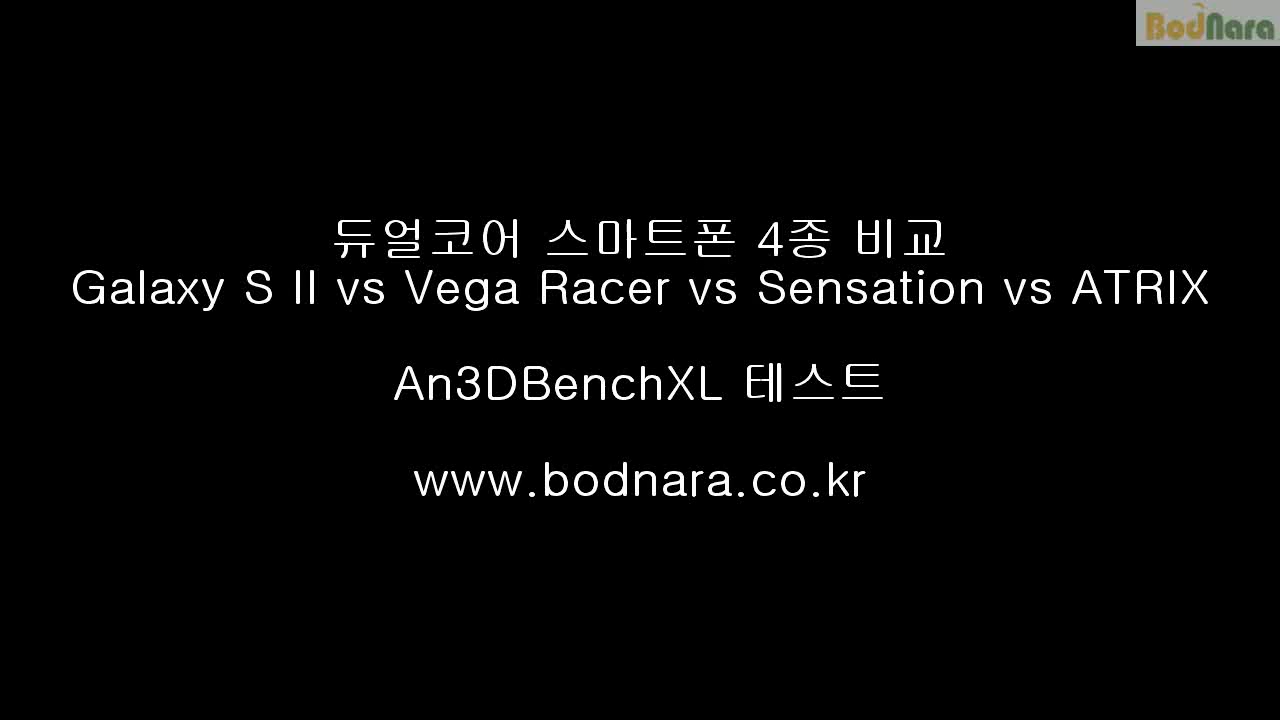 BodNara
듀얼코어 스마트폰 4종 비교
Galaxy S II vs Vega Racer vs Sensation vs ATRIX
An3DBenchXL 테스트
www.bodnara.co.kr